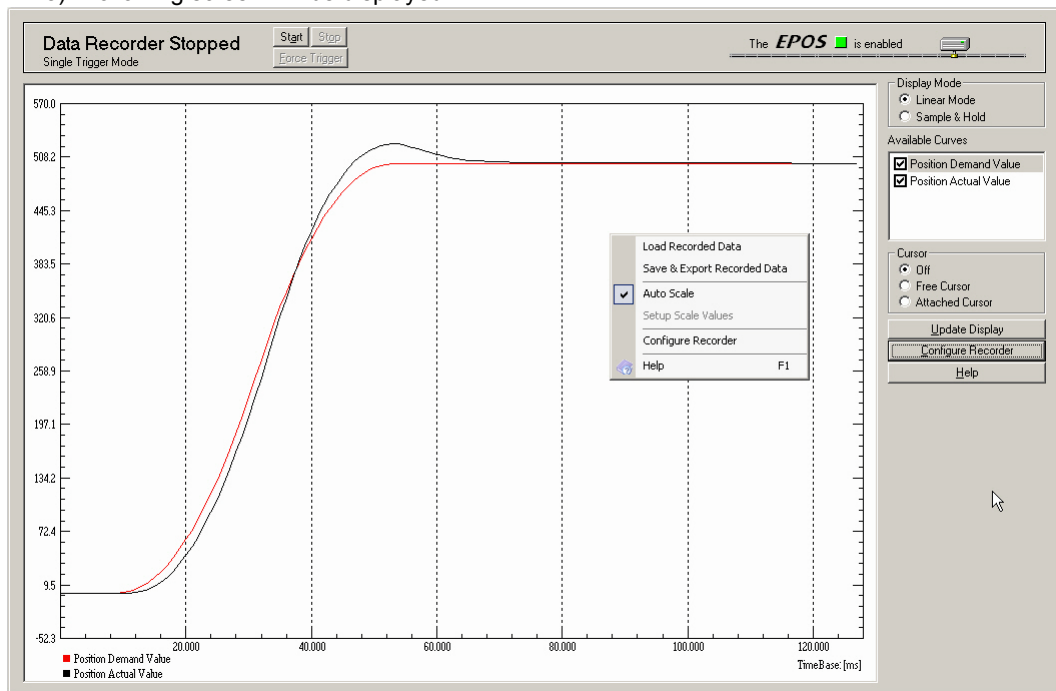 Data Recorder Stopped
Single Trigger Mode
Start Stop
Force Trigger
The EPOS is enabled
570.0
508.2
445.3
383.5
320.6
258.9
197.1
134.2
72.4
9.5
-52.3
20.000 40.000 60.000 80.000 100.000 120.000
TimeBase: [ms]
Position Demand Value
Position Actual Value
Load Recorded Data
Save & Export Recorded Data
Auto Scale
Setup Scale Values
Configure Recorder
Help F1
Display Mode
Linear Mode
Sample & Hold
Available Curves
Position Demand Value
Position Actual Value
Cursor
Off
Free Cursor
Attached Cursor
Update Display
Configure Recorder
Help